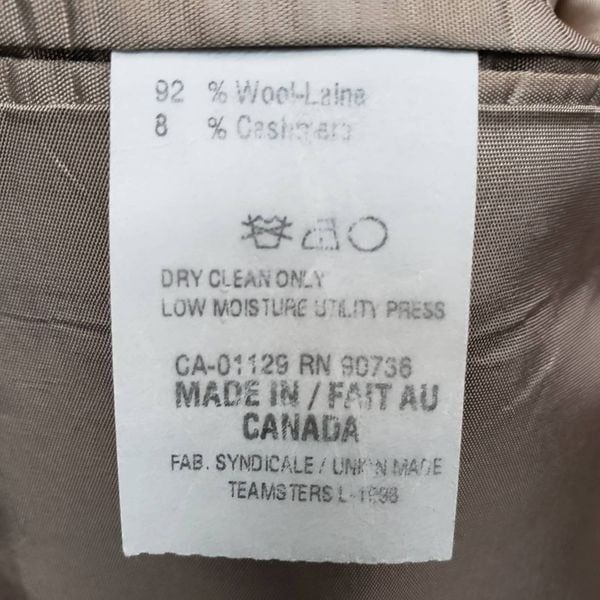 92 % Wool-Laine
8 % Cashmere
DRY CLEAN ONLY
LOW MOISTURE UTILITY PRESS
CA-01129 RN 90736
MADE IN / FAIT AU
CANADA
FAB. SYNDICALE / UNION MADE
TEAMSTERS L-1998